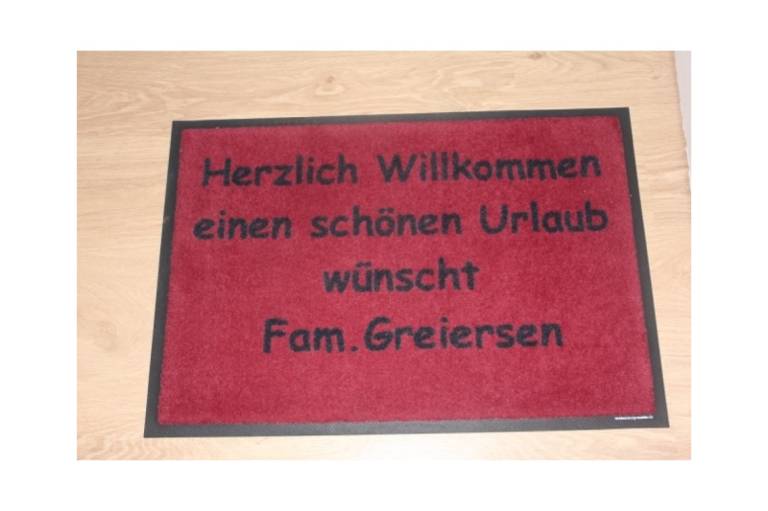 Herzlich Willkommen
einen schönen Urlaub
wünscht
Fam.Greiersen